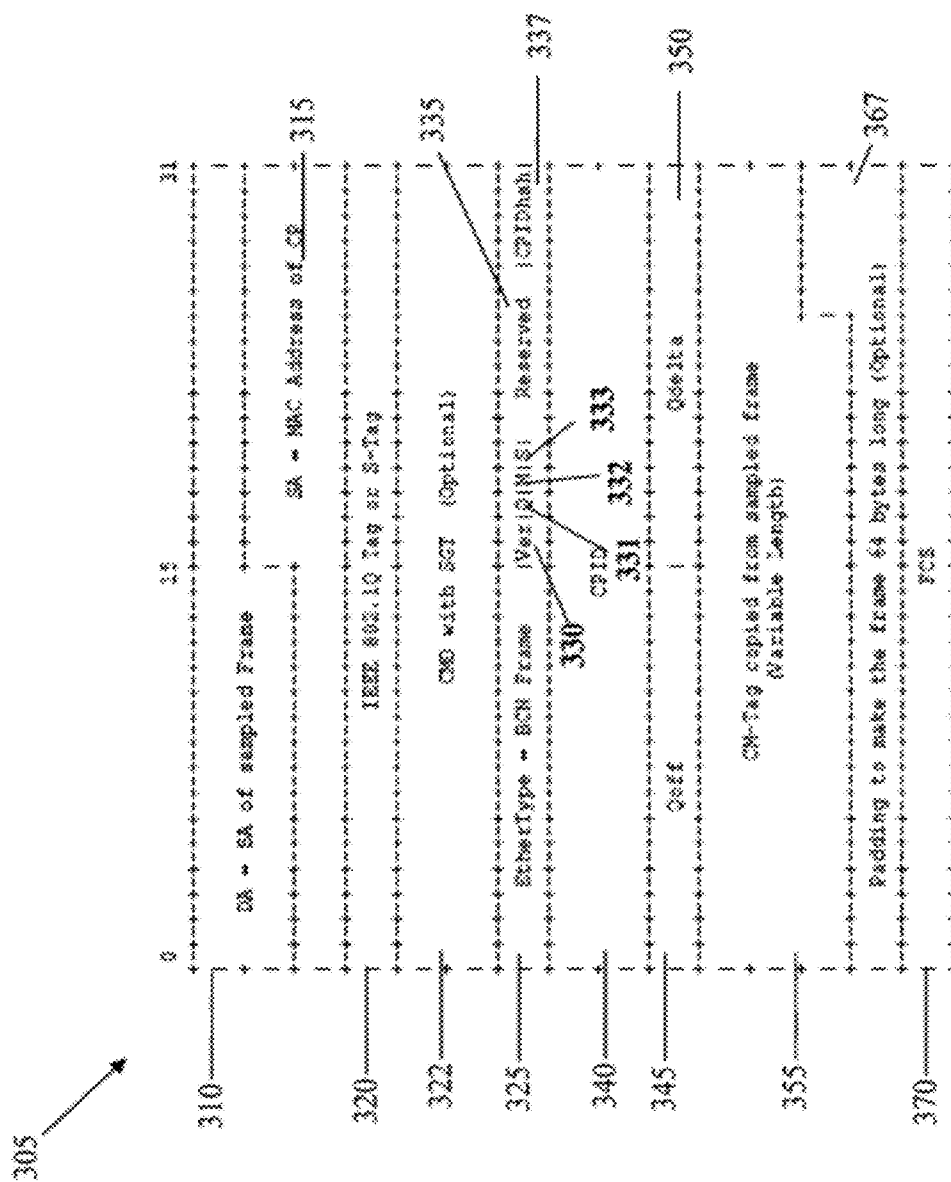 305
0 15 31
310 DA = SA of sampled Frame
SA = MAC Address of CP 315
320 IEEE 802.1Q Tag or S-Tag
322 CMD with SGT (Optional)
335
325 EtherType = BCN Frame |Ver|Q|M|S| Reserved |CPIDhsh| 337
330 331 332 333
340 CPID
345 Qoff | Qdelta 350
355 CM-Tag copied from sampled frame
(Variable Length)
367
Padding to make the frame 64 bytes long (Optional)
370 FCS